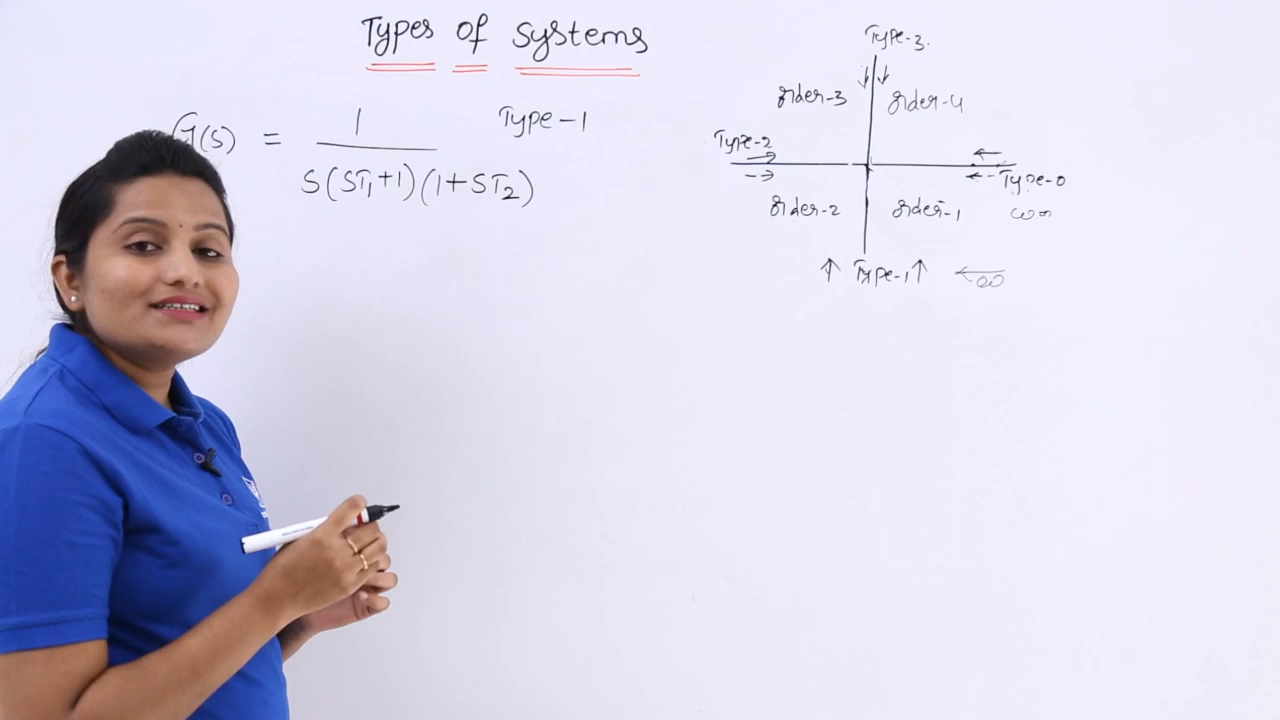 Types of Systems
G(S) = 1 / S(ST₁+1)(1+ST₂)
Type-1
Type-3.
order-3
order-4
Type-2
Type-0
order-2
order-1
ω=∞
Type-1
∞